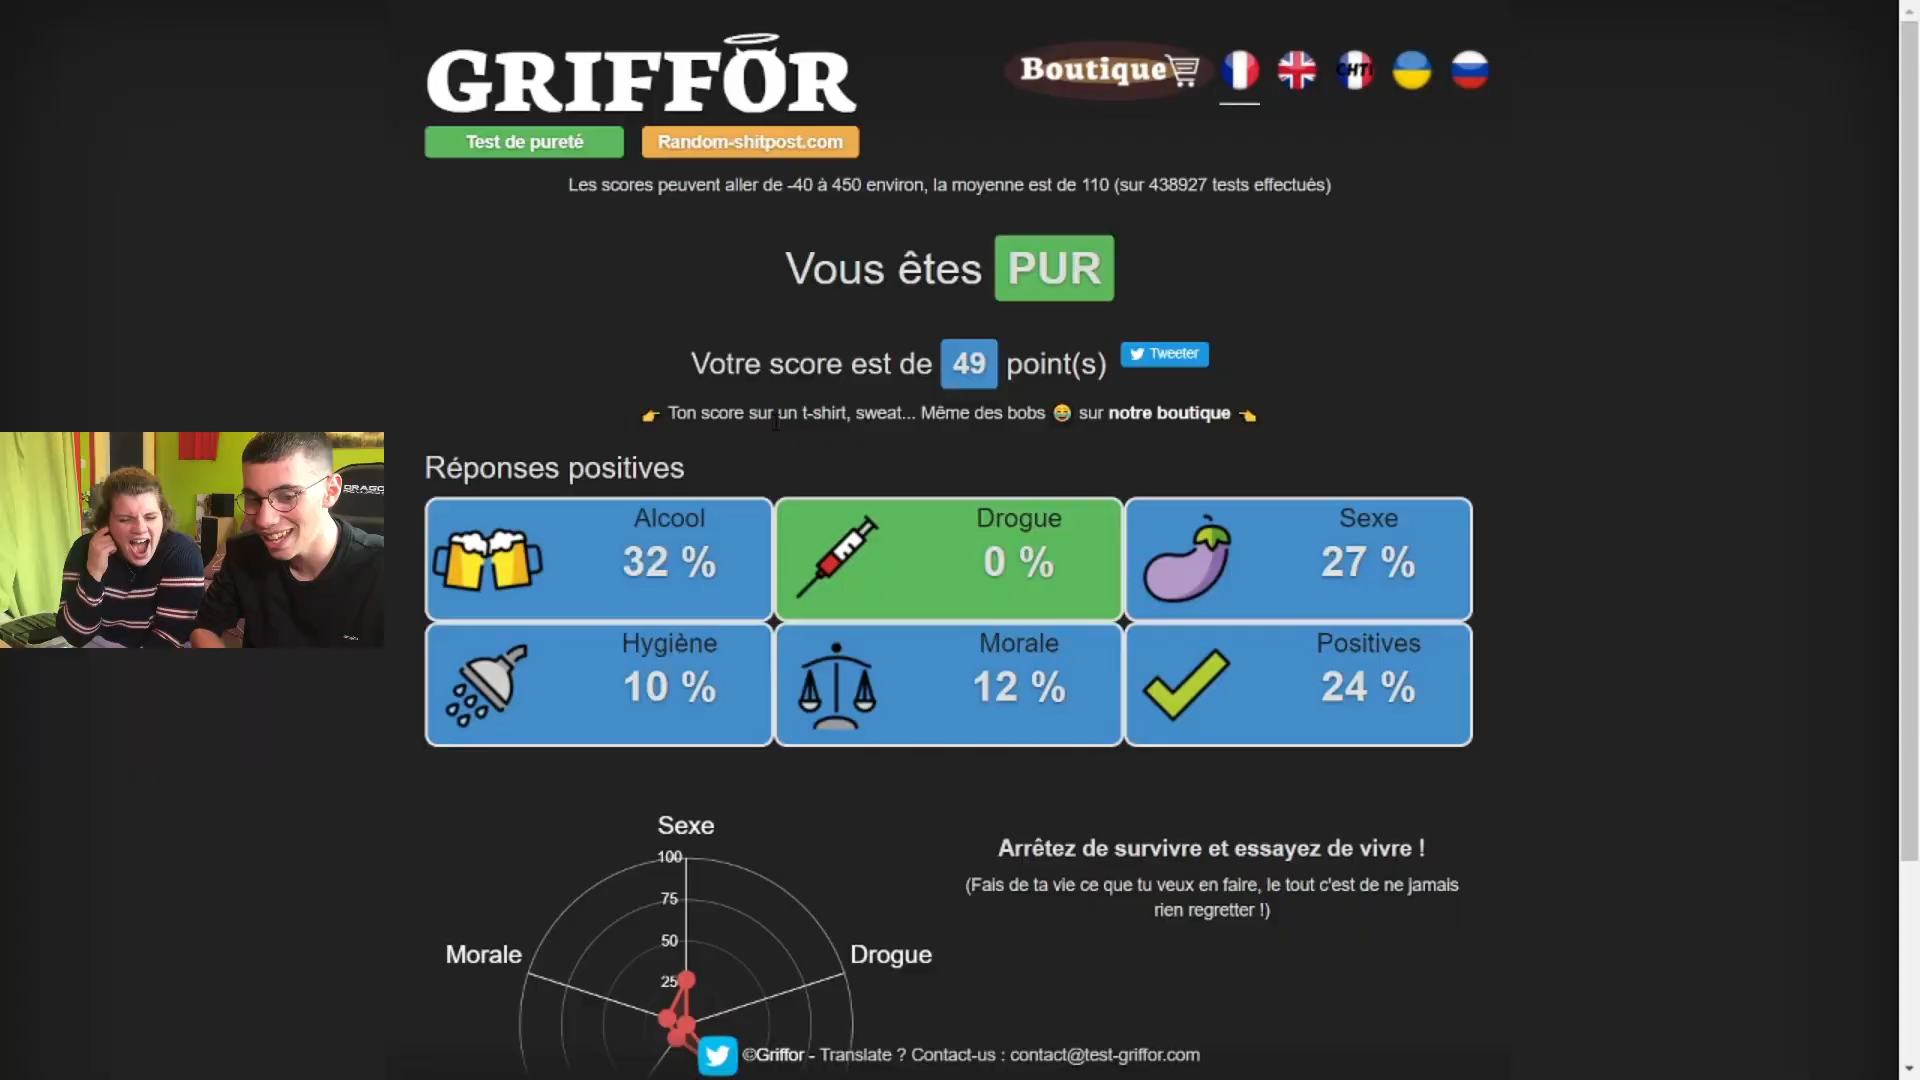 GRIFFOR
Boutique
CHTI
Test de pureté
Random-shitpost.com
Les scores peuvent aller de -40 à 450 environ, la moyenne est de 110 (sur 438927 tests effectués)
Vous êtes PUR
Votre score est de 49 point(s)
Tweeter
Ton score sur un t-shirt, sweat... Même des bobs 😂 sur notre boutique
Réponses positives
Alcool
32 %
Drogue
0 %
Sexe
27 %
Hygiène
10 %
Morale
12 %
Positives
24 %
Sexe
100
75
50
25
Morale
Drogue
Arrêtez de survivre et essayez de vivre !
(Fais de ta vie ce que tu veux en faire, le tout c'est de ne jamais
rien regretter !)
©Griffor - Translate ? Contact-us : contact@test-griffor.com
DRAGO